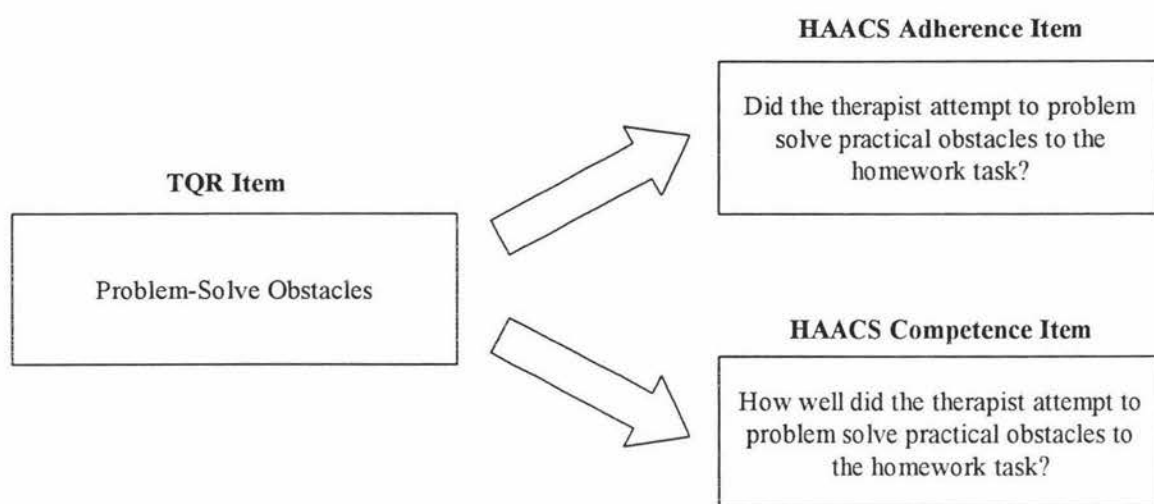 HAACS Adherence Item
Did the therapist attempt to problem
solve practical obstacles to the
homework task?
TQR Item
Problem-Solve Obstacles
HAACS Competence Item
How well did the therapist attempt to
problem solve practical obstacles to
the homework task?